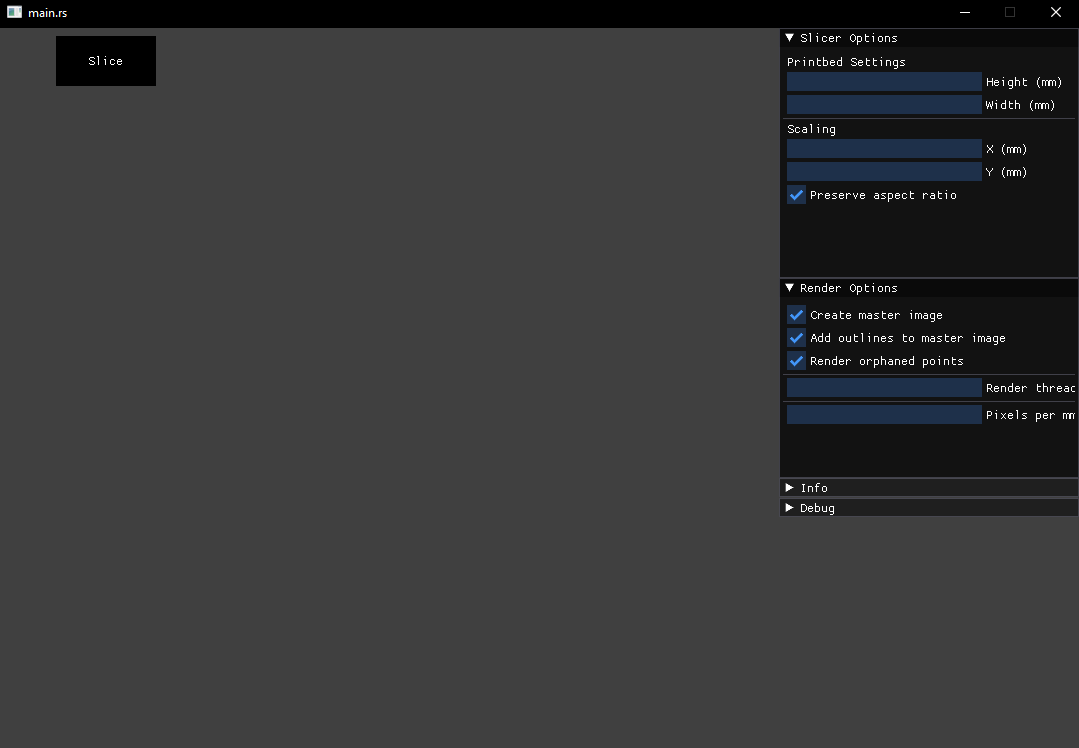 main.rs
Slice
Slicer Options
Printbed Settings
Height (mm)
Width (mm)
Scaling
X (mm)
Y (mm)
Preserve aspect ratio
Render Options
Create master image
Add outlines to master image
Render orphaned points
Render threac
Pixels per mm
Info
Debug